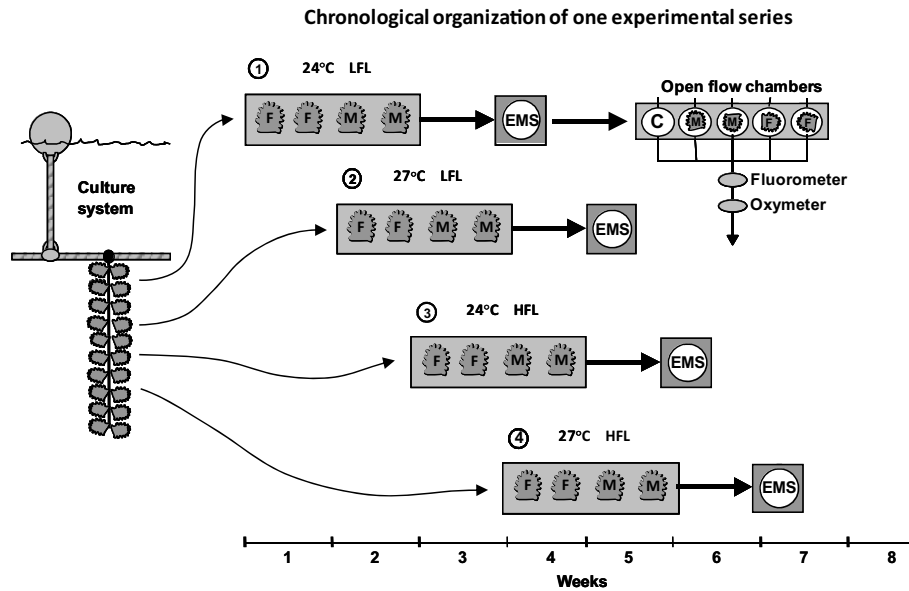 Chronological organization of one experimental series
1 24°C LFL
F F M M
EMS
Open flow chambers
C M M F F
Fluorometer
Oxymeter
Culture
system
2 27°C LFL
F F M M
EMS
3 24°C HFL
F F M M
EMS
4 27°C HFL
F F M M
EMS
1 2 3 4 5 6 7 8
Weeks